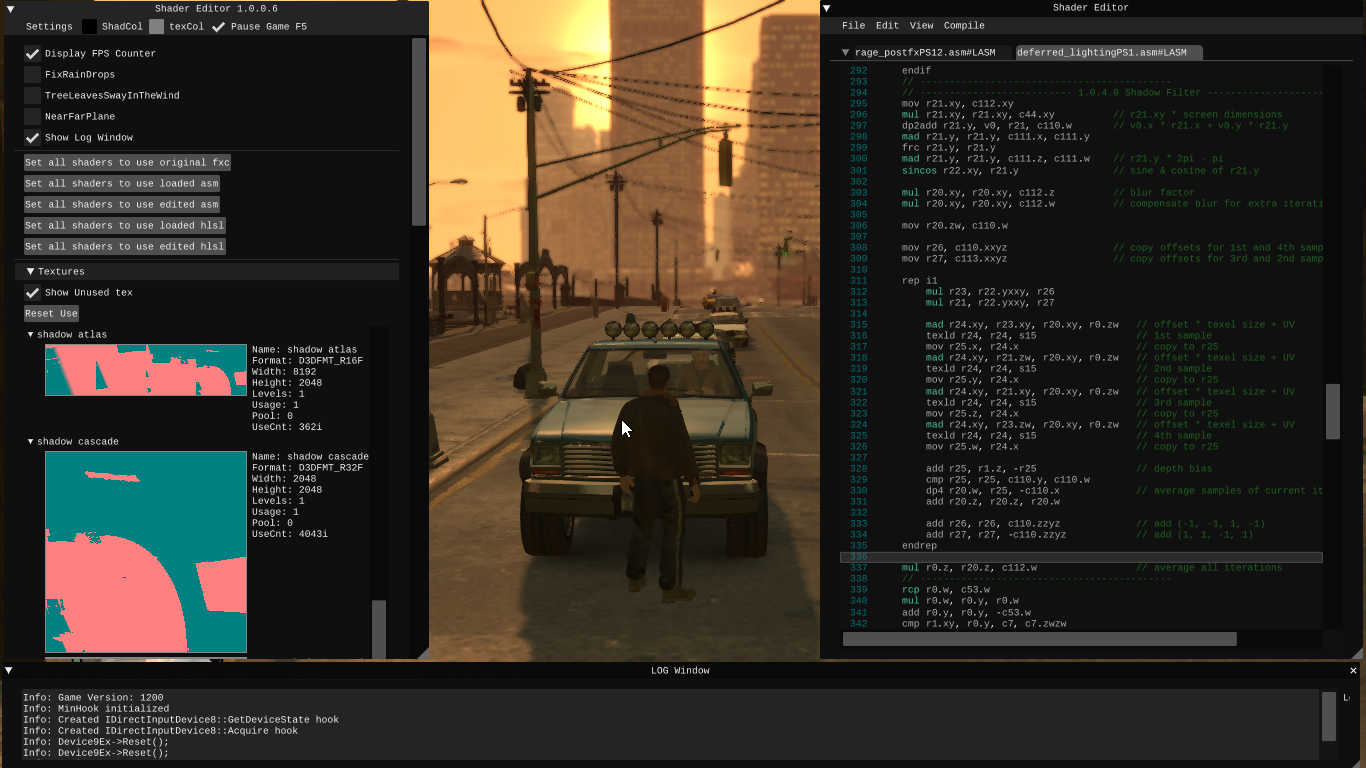 Shader Editor 1.0.0.6
Settings ShadCol texCol Pause Game F5
Display FPS Counter
FixRainDrops
TreeLeavesSwayInTheWind
NearFarPlane
Show Log Window
Set all shaders to use original fxc
Set all shaders to use loaded asm
Set all shaders to use edited asm
Set all shaders to use loaded hlsl
Set all shaders to use edited hlsl
Textures
Show Unused tex
Reset Use
shadow atlas
Name: shadow atlas
Format: D3DFMT_R16F
Width: 8192
Height: 2048
Levels: 1
Usage: 1
Pool: 0
UseCnt: 362i
shadow cascade
Name: shadow cascade
Format: D3DFMT_R32F
Width: 2048
Height: 2048
Levels: 1
Usage: 1
Pool: 0
UseCnt: 4043i
Shader Editor
File Edit View Compile
rage_postfxPS12.asm#LASM deferred_lightingPS1.asm#LASM
292 endif
293 // ------------------------------------------
294 // ------------------------- 1.0.4.0 Shadow Filter -------------------
295 mov r21.xy, c112.xy
296 mul r21.xy, r21.xy, c44.xy // r21.xy * screen dimensions
297 dp2add r21.y, v0, r21, c110.w // v0.x * r21.x + v0.y * r21.y
298 mad r21.y, r21.y, c111.x, c111.y
299 frc r21.y, r21.y
300 mad r21.y, r21.y, c111.z, c111.w // r21.y * 2pi - pi
301 sincos r22.xy, r21.y // sine & cosine of r21.y
302
303 mul r20.xy, r20.xy, c112.z // blur factor
304 mul r20.xy, r20.xy, c112.w // compensate blur for extra iterati
305
306 mov r20.zw, c110.w
307
308 mov r26, c110.xxyz // copy offsets for 1st and 4th samp
309 mov r27, c113.xxyz // copy offsets for 3rd and 2nd samp
310
311 rep i1
312 mul r23, r22.yxxy, r26
313 mul r21, r22.yxxy, r27
314
315 mad r24.xy, r23.xy, r20.xy, r0.zw // offset * texel size + UV
316 texld r24, r24, s15 // 1st sample
317 mov r25.x, r24.x // copy to r25
318 mad r24.xy, r21.zw, r20.xy, r0.zw // offset * texel size + UV
319 texld r24, r24, s15 // 2nd sample
320 mov r25.y, r24.x // copy to r25
321 mad r24.xy, r21.xy, r20.xy, r0.zw // offset * texel size + UV
322 texld r24, r24, s15 // 3rd sample
323 mov r25.z, r24.x // copy to r25
324 mad r24.xy, r23.zw, r20.xy, r0.zw // offset * texel size + UV
325 texld r24, r24, s15 // 4th sample
326 mov r25.w, r24.x // copy to r25
327
328 add r25, r1.z, -r25 // depth bias
329 cmp r25, r25, c110.y, c110.w
330 dp4 r20.w, r25, -c110.x // average samples of current it
331 add r20.z, r20.z, r20.w
332
333 add r26, r26, c110.zzyz // add (-1, -1, 1, -1)
334 add r27, r27, -c110.zzyz // add (1, 1, -1, 1)
335 endrep
336
337 mul r0.z, r20.z, c112.w // average all iterations
338 // ------------------------------------------
339 rcp r0.w, c53.w
340 mul r0.w, r0.y, r0.w
341 add r0.y, r0.y, -c53.w
342 cmp r1.xy, r0.y, c7, c7.zwzw
LOG Window
Info: Game Version: 1200
Info: MinHook initialized
Info: Created IDirectInputDevice8::GetDeviceState hook
Info: Created IDirectInputDevice8::Acquire hook
Info: Device9Ex->Reset();
Info: Device9Ex->Reset();